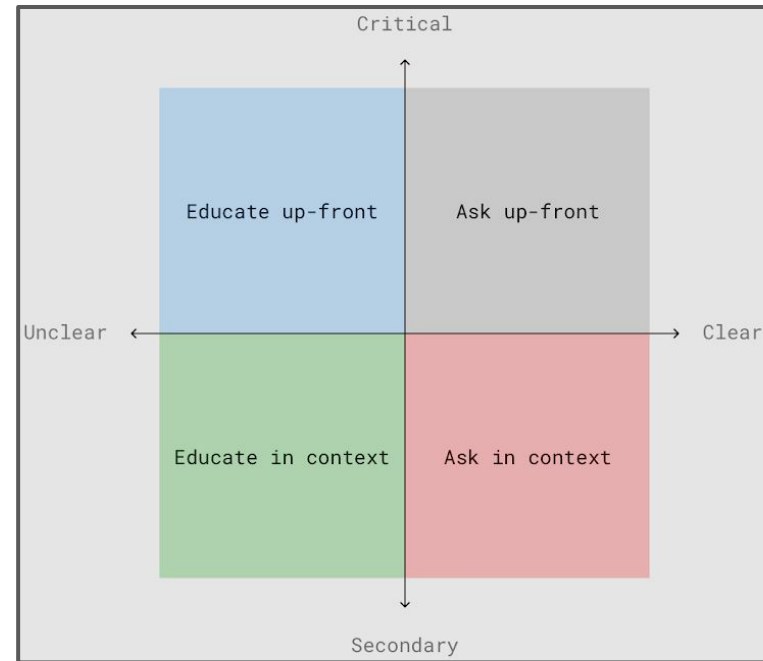 Critical
Educate up-front
Ask up-front
Unclear
Clear
Educate in context
Ask in context
Secondary